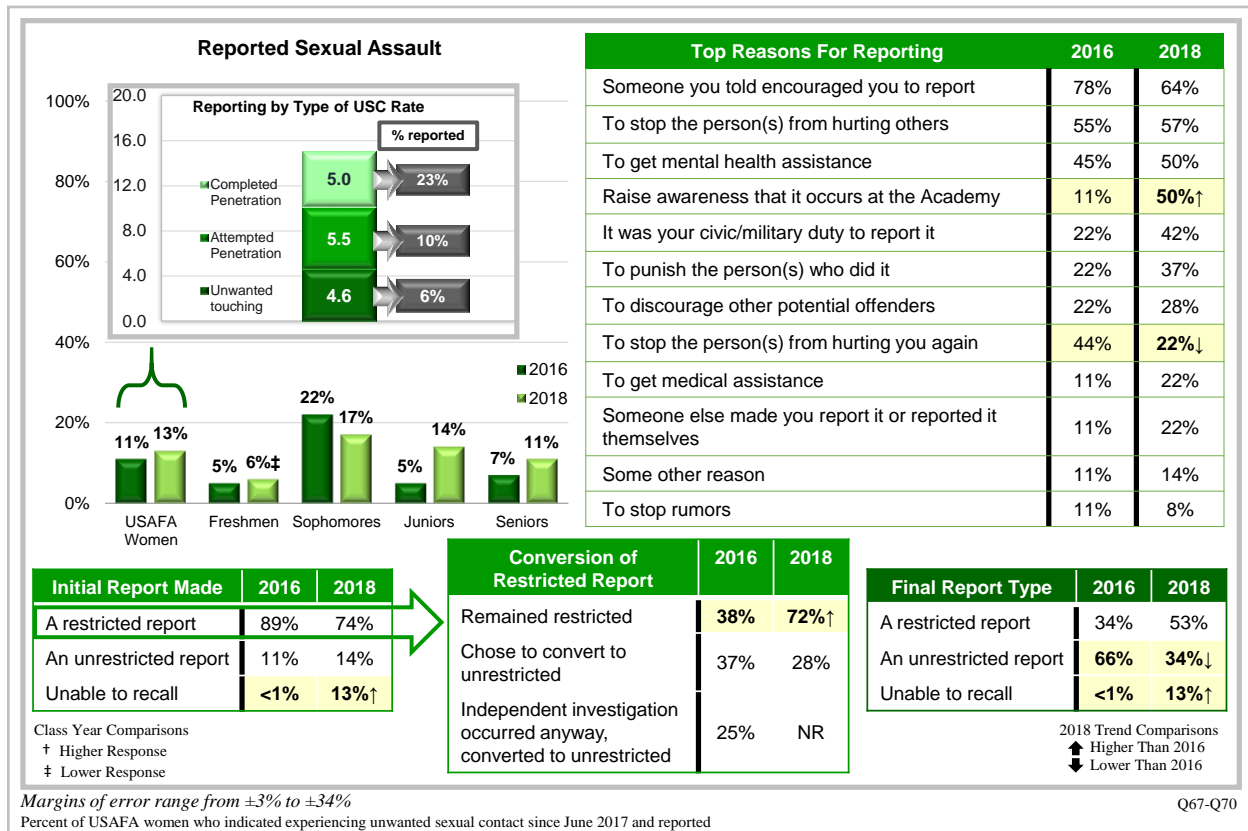 Reported Sexual Assault
100%
80%
60%
40%
20%
0%
Reporting by Type of USC Rate
20.0
16.0
12.0
8.0
4.0
0.0
% reported
Completed
Penetration
5.0
23%
Attempted
Penetration
5.5
10%
Unwanted
touching
4.6
6%
2016
2018
11% 13%
5% 6%‡
22% 17%
5% 14%
7% 11%
USAFA
Women
Freshmen
Sophomores
Juniors
Seniors
Top Reasons For Reporting 2016 2018
Someone you told encouraged you to report 78% 64%
To stop the person(s) from hurting others 55% 57%
To get mental health assistance 45% 50%
Raise awareness that it occurs at the Academy 11% 50%↑
It was your civic/military duty to report it 22% 42%
To punish the person(s) who did it 22% 37%
To discourage other potential offenders 22% 28%
To stop the person(s) from hurting you again 44% 22%↓
To get medical assistance 11% 22%
Someone else made you report it or reported it
themselves 11% 22%
Some other reason 11% 14%
To stop rumors 11% 8%
Initial Report Made 2016 2018
A restricted report 89% 74%
An unrestricted report 11% 14%
Unable to recall <1% 13%↑
Conversion of
Restricted Report 2016 2018
Remained restricted 38% 72%↑
Chose to convert to
unrestricted 37% 28%
Independent investigation
occurred anyway,
converted to unrestricted 25% NR
Final Report Type 2016 2018
A restricted report 34% 53%
An unrestricted report 66% 34%↓
Unable to recall <1% 13%↑
Class Year Comparisons
† Higher Response
‡ Lower Response
2018 Trend Comparisons
🡅 Higher Than 2016
🡇 Lower Than 2016
Margins of error range from ±3% to ±34%
Q67-Q70
Percent of USAFA women who indicated experiencing unwanted sexual contact since June 2017 and reported